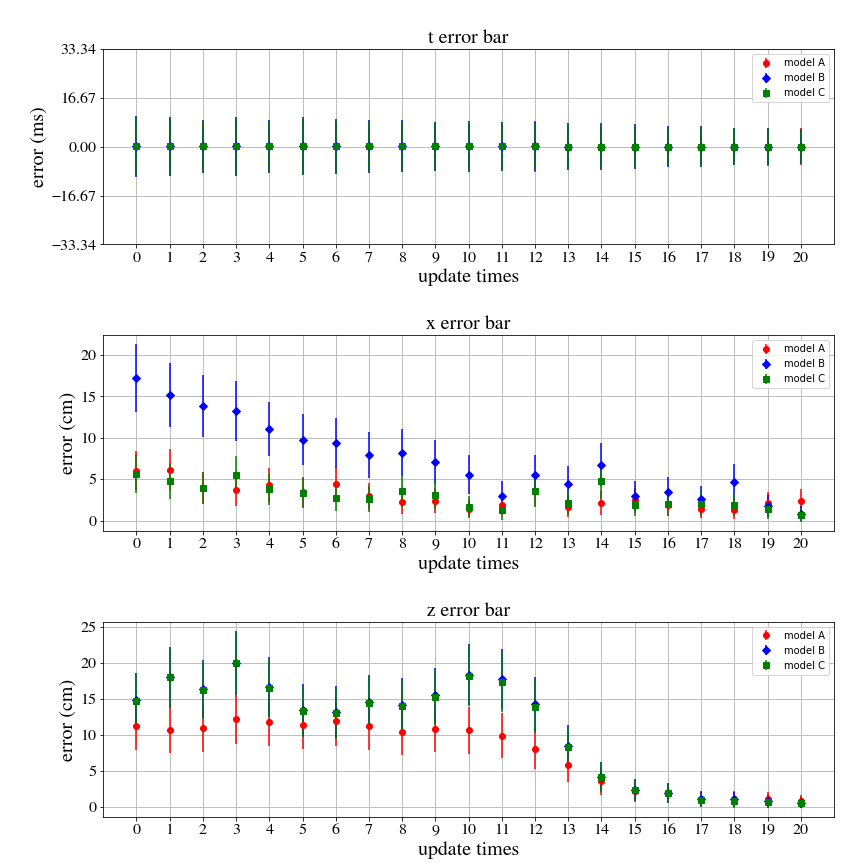 t error bar
33.34
16.67
0.00
−16.67
−33.34
error (ms)
model A
model B
model C
0 1 2 3 4 5 6 7 8 9 10 11 12 13 14 15 16 17 18 19 20
update times
x error bar
20
15
10
5
0
error (cm)
model A
model B
model C
0 1 2 3 4 5 6 7 8 9 10 11 12 13 14 15 16 17 18 19 20
update times
z error bar
25
20
15
10
5
0
error (cm)
model A
model B
model C
0 1 2 3 4 5 6 7 8 9 10 11 12 13 14 15 16 17 18 19 20
update times